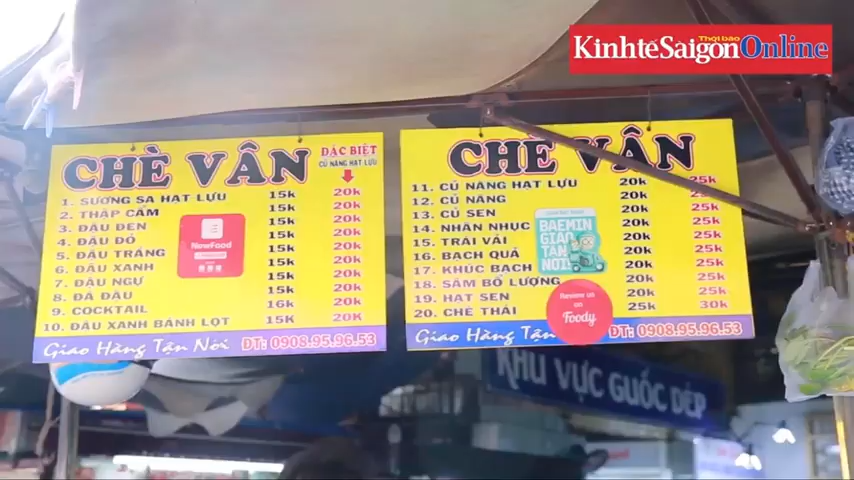 Thời báo
KinhtếSaigonOnline
CHÈ VÂN
ĐẶC BIỆT
CỦ NĂNG HẠT LỰU
1. SƯƠNG SA HẠT LỰU 15k 20k
2. THẬP CẨM 15k 20k
3. ĐẬU ĐEN 15k 20k
4. ĐẬU ĐỎ 15k 20k
5. ĐẬU TRẮNG 15k 20k
6. ĐẬU XANH 15k 20k
7. ĐẬU NGỰ 15k 20k
8. ĐÁ ĐẬU 15k 20k
9. COCKTAIL 16k 20k
10. ĐẬU XANH BÁNH LỌT 15K 20K
NowFood
Giao Hàng Tận Nơi ĐT: 0908.95.96.53
CHÈ VÂN
11. CỦ NĂNG HẠT LỰU 20k 25k
12. CỦ NĂNG 20k 25k
13. CỦ SEN 20k 25k
14. NHÃN NHỤC 20k 25k
15. TRÁI VẢI 20k 25k
16. BẠCH QUẢ 20k 25k
17. KHÚC BẠCH 20k 25k
18. SÂM BỔ LƯỢNG 20k 25k
19. HẠT SEN 20k 25k
20. CHÈ THÁI 25k 30k
BAEMIN
GIAO
TẬN
NƠI!
Review us
on
Foody
Giao Hàng Tận ĐT: 0908.95.96.53
KHU VỰC GUỐC DÉP